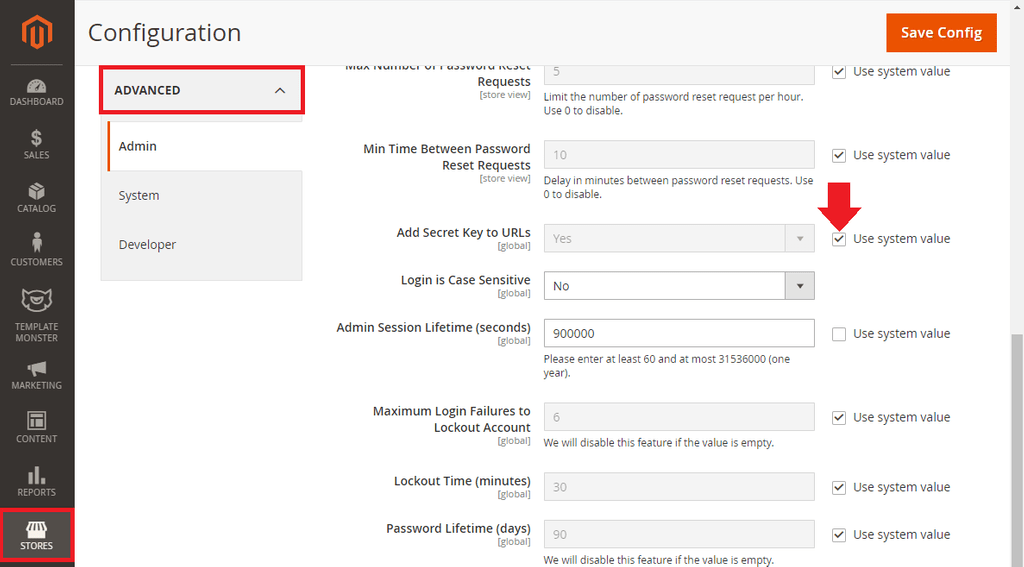 Configuration
Save Config
DASHBOARD
SALES
CATALOG
CUSTOMERS
TEMPLATE
MONSTER
MARKETING
CONTENT
REPORTS
STORES
ADVANCED
Admin
System
Developer
Max Number of Password Reset
Requests
[store view]
5
Use system value
Limit the number of password reset request per hour.
Use 0 to disable.
Min Time Between Password
Reset Requests
[store view]
10
Use system value
Delay in minutes between password reset requests. Use
0 to disable.
Add Secret Key to URLs
[global]
Yes
Use system value
Login is Case Sensitive
[global]
No
Admin Session Lifetime (seconds)
[global]
900000
Use system value
Please enter at least 60 and at most 31536000 (one
year).
Maximum Login Failures to
Lockout Account
[global]
6
Use system value
We will disable this feature if the value is empty.
Lockout Time (minutes)
[global]
30
Use system value
Password Lifetime (days)
[global]
90
Use system value
We will disable this feature if the value is empty.